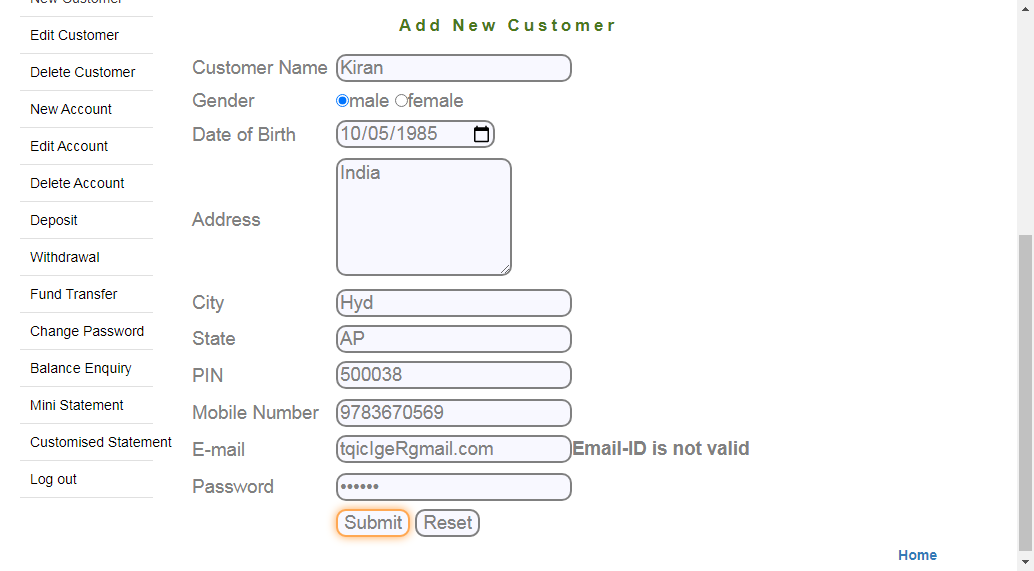 New Customer
Edit Customer
Delete Customer
New Account
Edit Account
Delete Account
Deposit
Withdrawal
Fund Transfer
Change Password
Balance Enquiry
Mini Statement
Customised Statement
Log out
Add New Customer
Customer Name Kiran
Gender male female
Date of Birth 10/05/1985
Address India
City Hyd
State AP
PIN 500038
Mobile Number 9783670569
E-mail tqicIgeRgmail.com Email-ID is not valid
Password ••••••
Submit Reset
Home